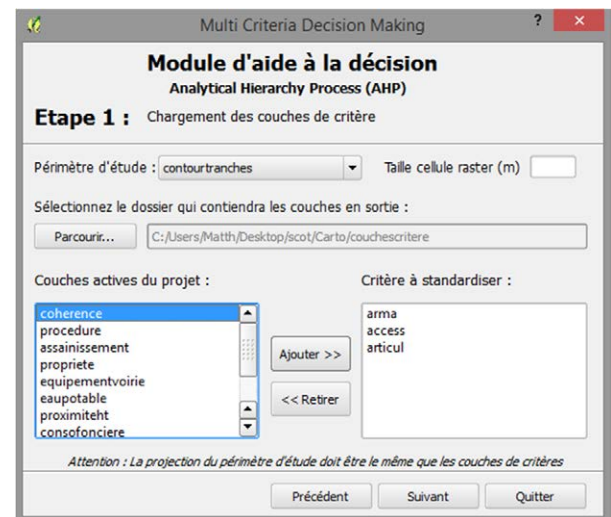 Multi Criteria Decision Making ? ×
Module d'aide à la décision
Analytical Hierarchy Process (AHP)
Etape 1 : Chargement des couches de critère
Périmètre d'étude : contourtranches Taille cellule raster (m)
Sélectionnez le dossier qui contiendra les couches en sortie :
Parcourir... C:/Users/Matth/Desktop/scot/Carto/couchescritere
Couches actives du projet : Critère à standardiser :
coherence
procedure
assainissement
propriete
equipementvoirie
eaupotable
proximiteht
consofonciere
Ajouter >>
<< Retirer
arma
access
articul
Attention : La projection du périmètre d'étude doit être le même que les couches de critères
Précédent Suivant Quitter